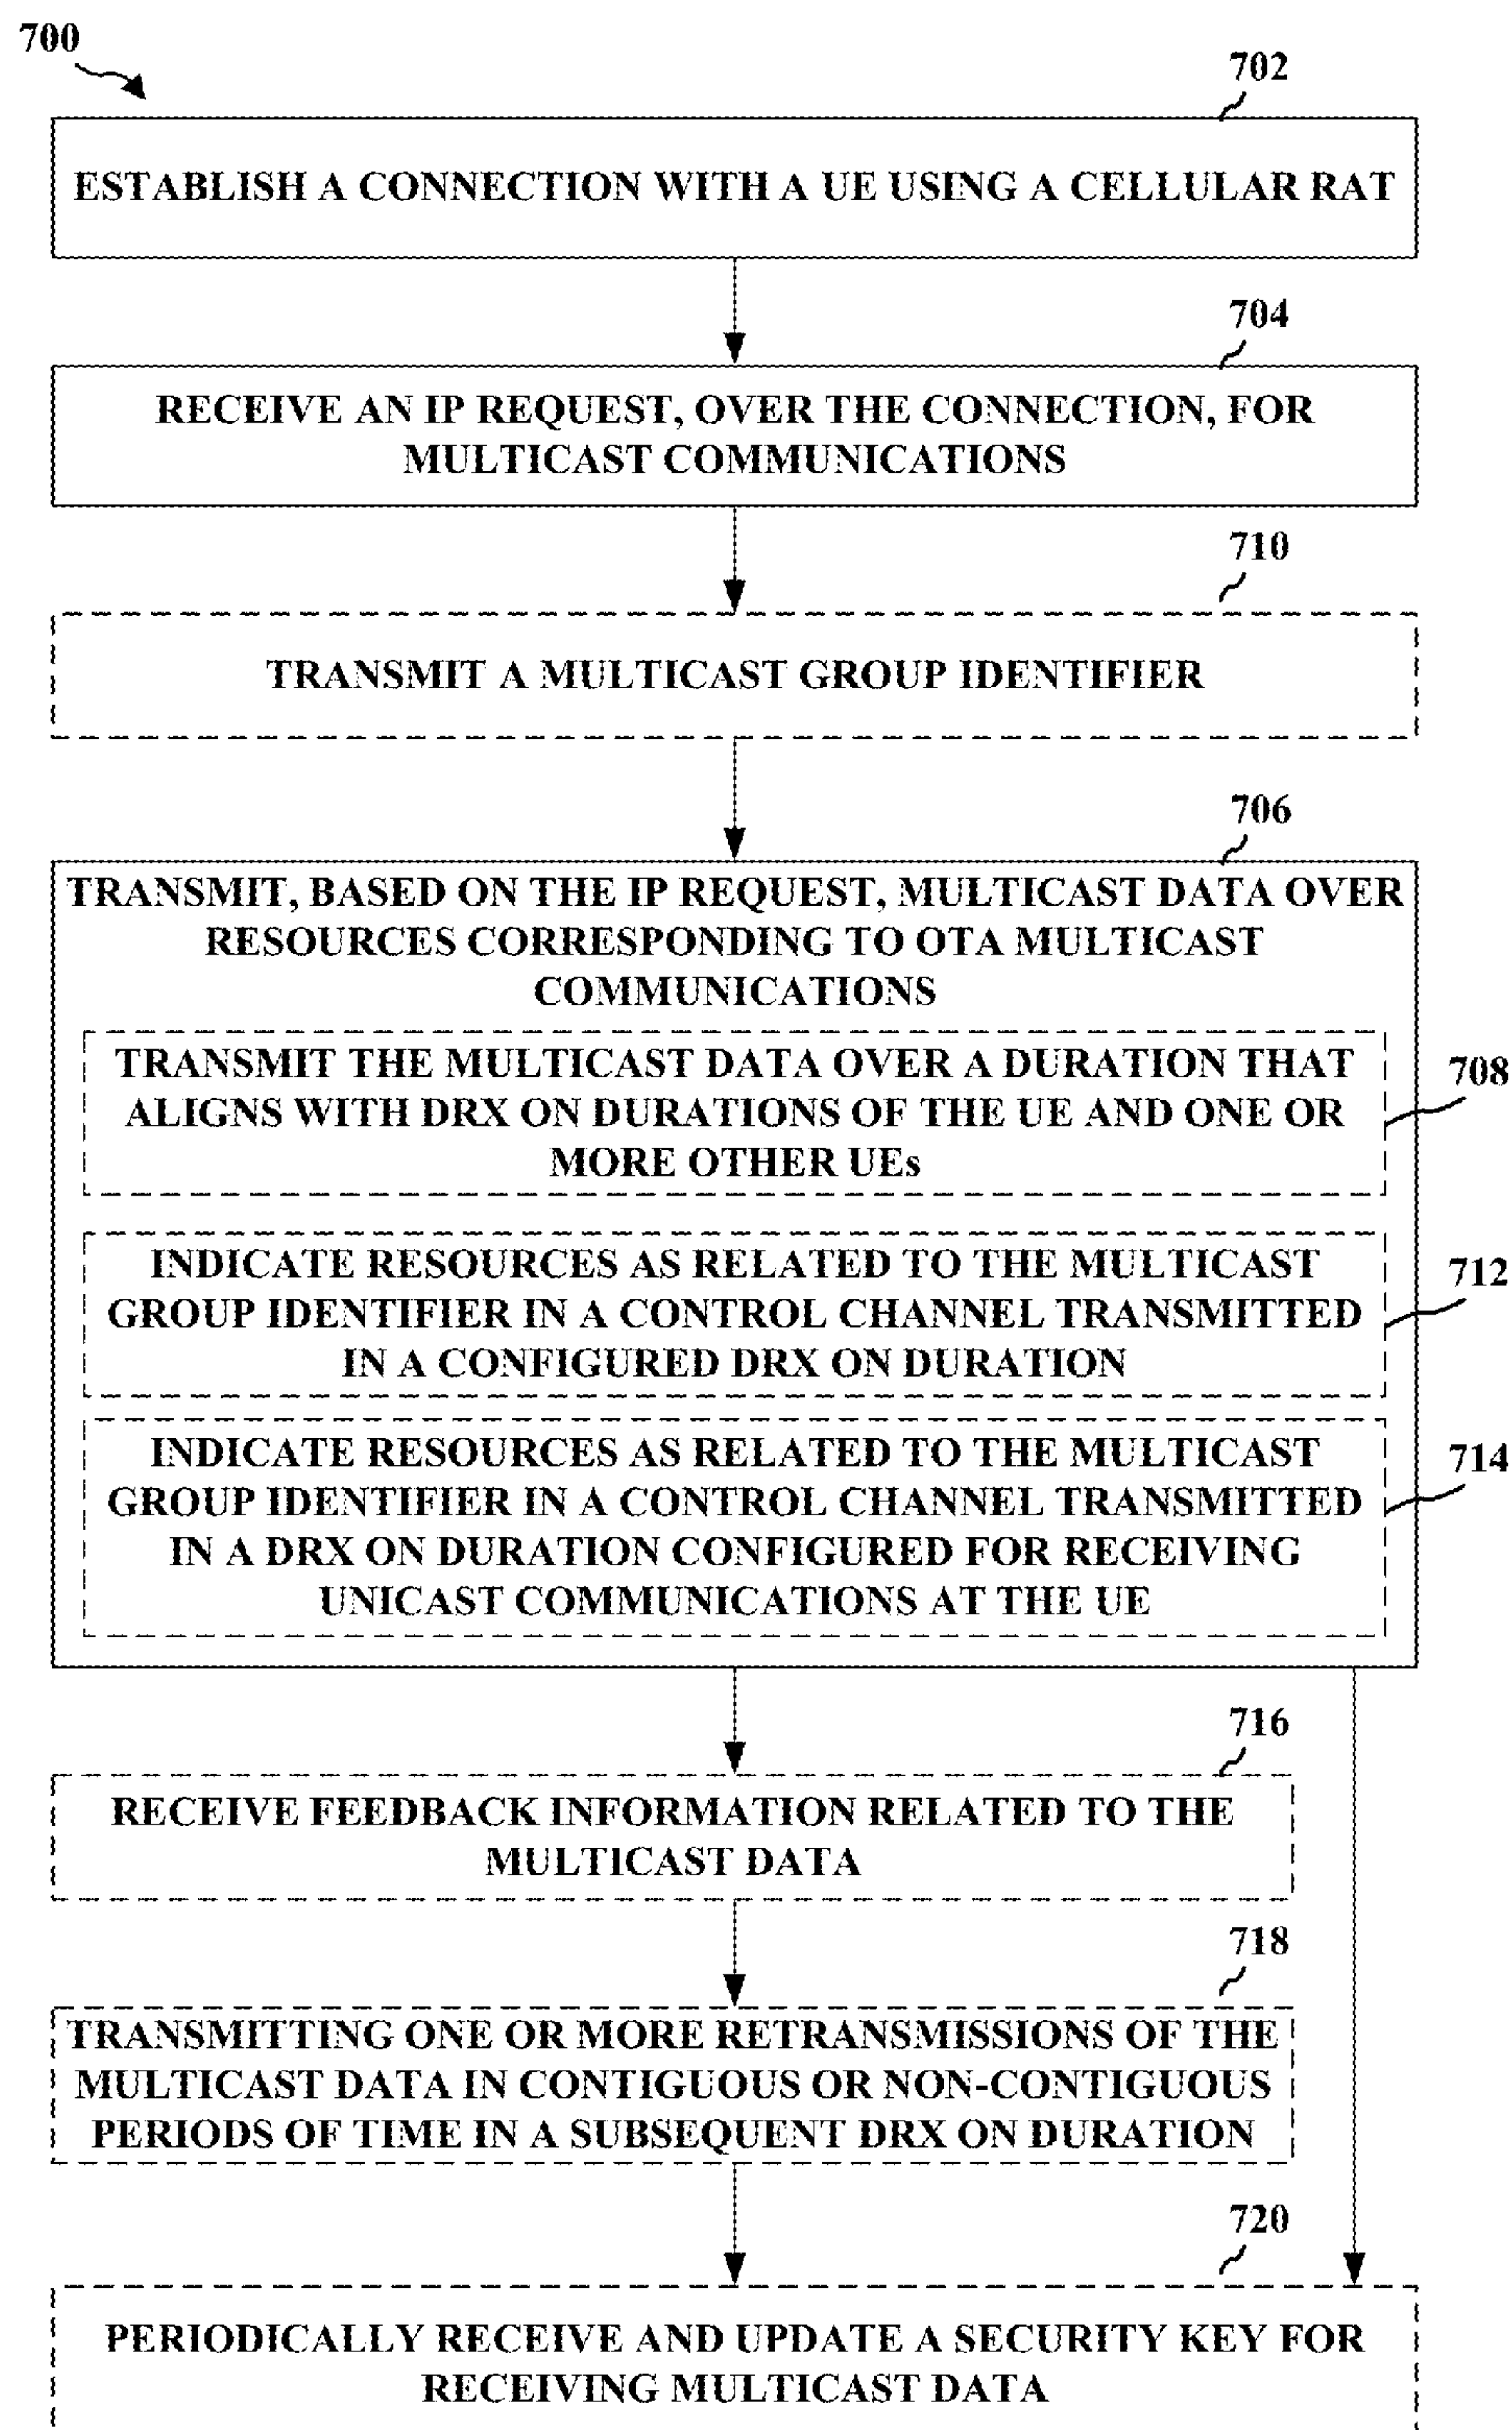 700
702
ESTABLISH A CONNECTION WITH A UE USING A CELLULAR RAT
704
RECEIVE AN IP REQUEST, OVER THE CONNECTION, FOR
MULTICAST COMMUNICATIONS
710
TRANSMIT A MULTICAST GROUP IDENTIFIER
706
TRANSMIT, BASED ON THE IP REQUEST, MULTICAST DATA OVER
RESOURCES CORRESPONDING TO OTA MULTICAST
COMMUNICATIONS
TRANSMIT THE MULTICAST DATA OVER A DURATION THAT
ALIGNS WITH DRX ON DURATIONS OF THE UE AND ONE OR
MORE OTHER UEs
708
INDICATE RESOURCES AS RELATED TO THE MULTICAST
GROUP IDENTIFIER IN A CONTROL CHANNEL TRANSMITTED
IN A CONFIGURED DRX ON DURATION
712
INDICATE RESOURCES AS RELATED TO THE MULTICAST
GROUP IDENTIFIER IN A CONTROL CHANNEL TRANSMITTED
IN A DRX ON DURATION CONFIGURED FOR RECEIVING
UNICAST COMMUNICATIONS AT THE UE
714
716
RECEIVE FEEDBACK INFORMATION RELATED TO THE
MULTICAST DATA
718
TRANSMITTING ONE OR MORE RETRANSMISSIONS OF THE
MULTICAST DATA IN CONTIGUOUS OR NON-CONTIGUOUS
PERIODS OF TIME IN A SUBSEQUENT DRX ON DURATION
720
PERIODICALLY RECEIVE AND UPDATE A SECURITY KEY FOR
RECEIVING MULTICAST DATA